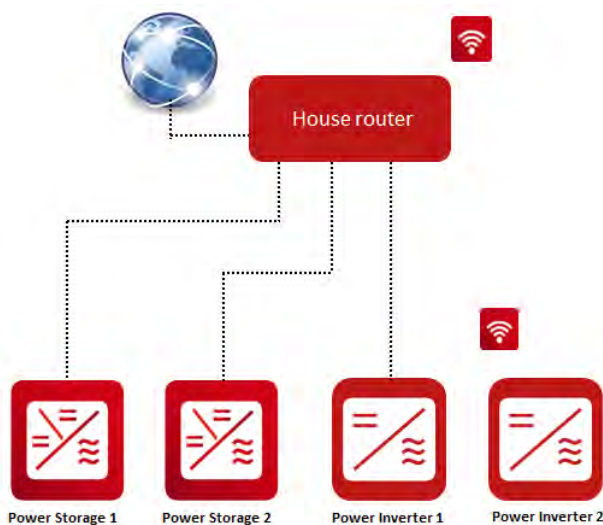 House router
Power Storage 1
Power Storage 2
Power Inverter 1
Power Inverter 2